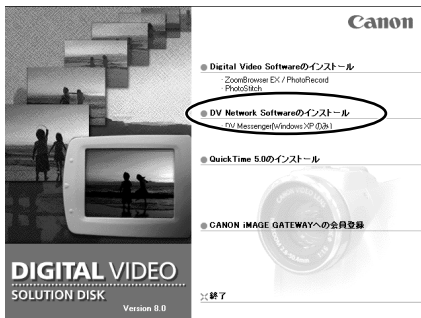 Canon
Digital Video Softwareのインストール
・ZoomBrowser EX / PhotoRecord
・PhotoStitch
DV Network Softwareのインストール
・DV Messenger(Windows XP のみ)
QuickTime 5.0のインストール
CANON iMAGE GATEWAYへの会員登録
終了
DIGITAL VIDEO
SOLUTION DISK
Version 8.0